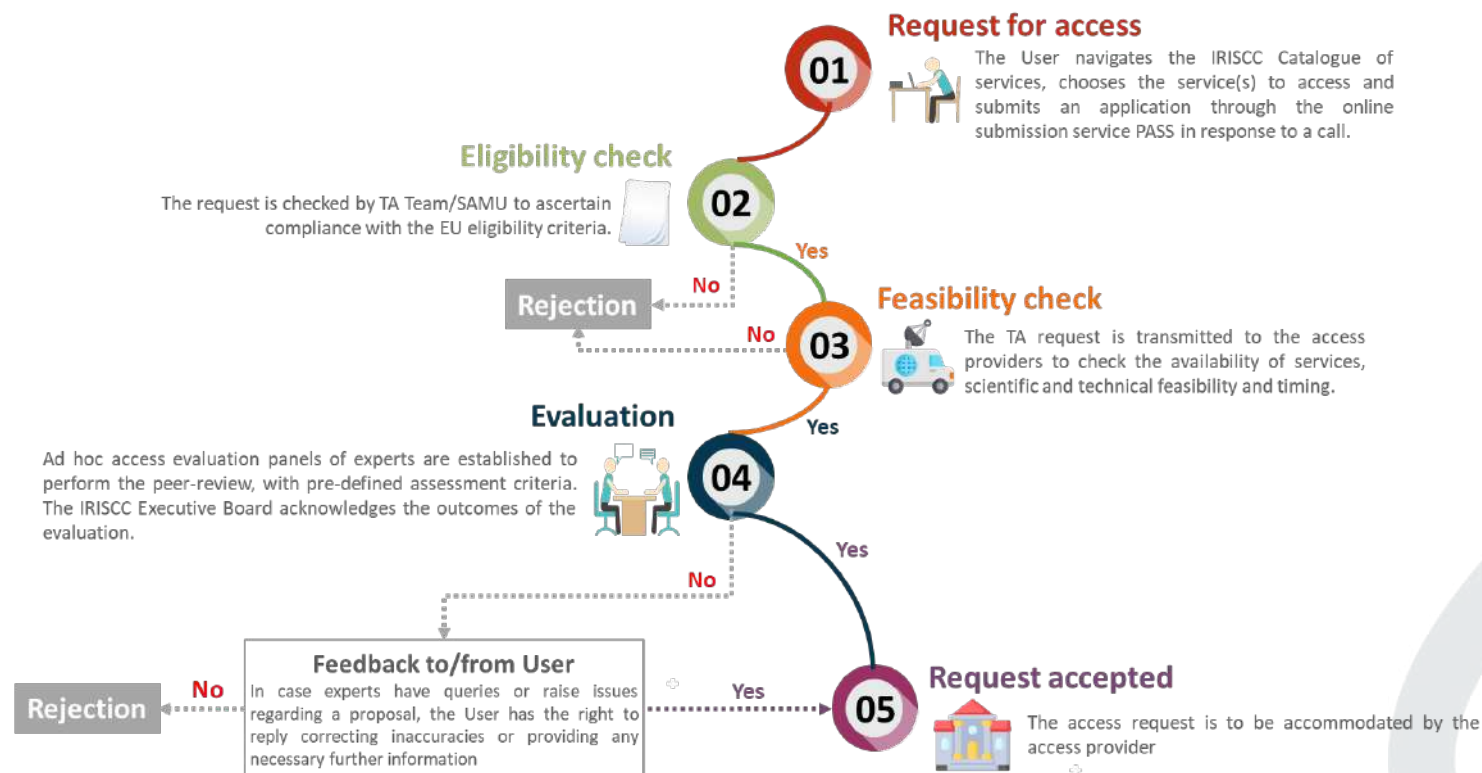 Request for access
01
The User navigates the IRISCC Catalogue of
services, chooses the service(s) to access and
submits an application through the online
submission service PASS in response to a call.
Eligibility check
02
The request is checked by TA Team/SAMU to ascertain
compliance with the EU eligibility criteria.
Yes
No
Rejection
Feasibility check
No
03
The TA request is transmitted to the access
providers to check the availability of services,
scientific and technical feasibility and timing.
Evaluation
Yes
Ad hoc access evaluation panels of experts are established to
perform the peer-review, with pre-defined assessment criteria.
The IRISCC Executive Board acknowledges the outcomes of the
evaluation.
04
Yes
No
Feedback to/from User
In case experts have queries or raise issues
regarding a proposal, the User has the right to
reply correcting inaccuracies or providing any
necessary further information
No
Rejection
Yes
Request accepted
05
The access request is to be accommodated by the
access provider